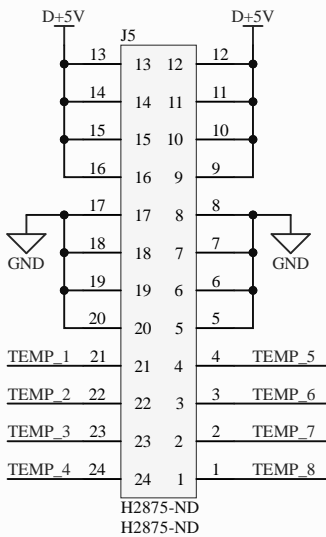 D+5V D+5V
J5
13 13 12 12
14 14 11 11
15 15 10 10
16 16 9 9
17 17 8 8
GND 18 18 7 7 GND
19 19 6 6
20 20 5 5
TEMP_1 21 21 4 4 TEMP_5
TEMP_2 22 22 3 3 TEMP_6
TEMP_3 23 23 2 2 TEMP_7
TEMP_4 24 24 1 1 TEMP_8
H2875-ND
H2875-ND